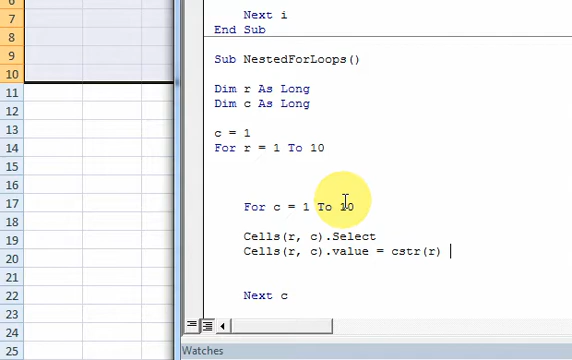 6
7
8
9
10
11
12
13
14
15
16
17
18
19
20
21
22
23
24
25
Next i
End Sub
Sub NestedForLoops()
Dim r As Long
Dim c As Long
c = 1
For r = 1 To 10
For c = 1 To 10
Cells(r, c).Select
Cells(r, c).value = cstr(r)
Next c
Watches